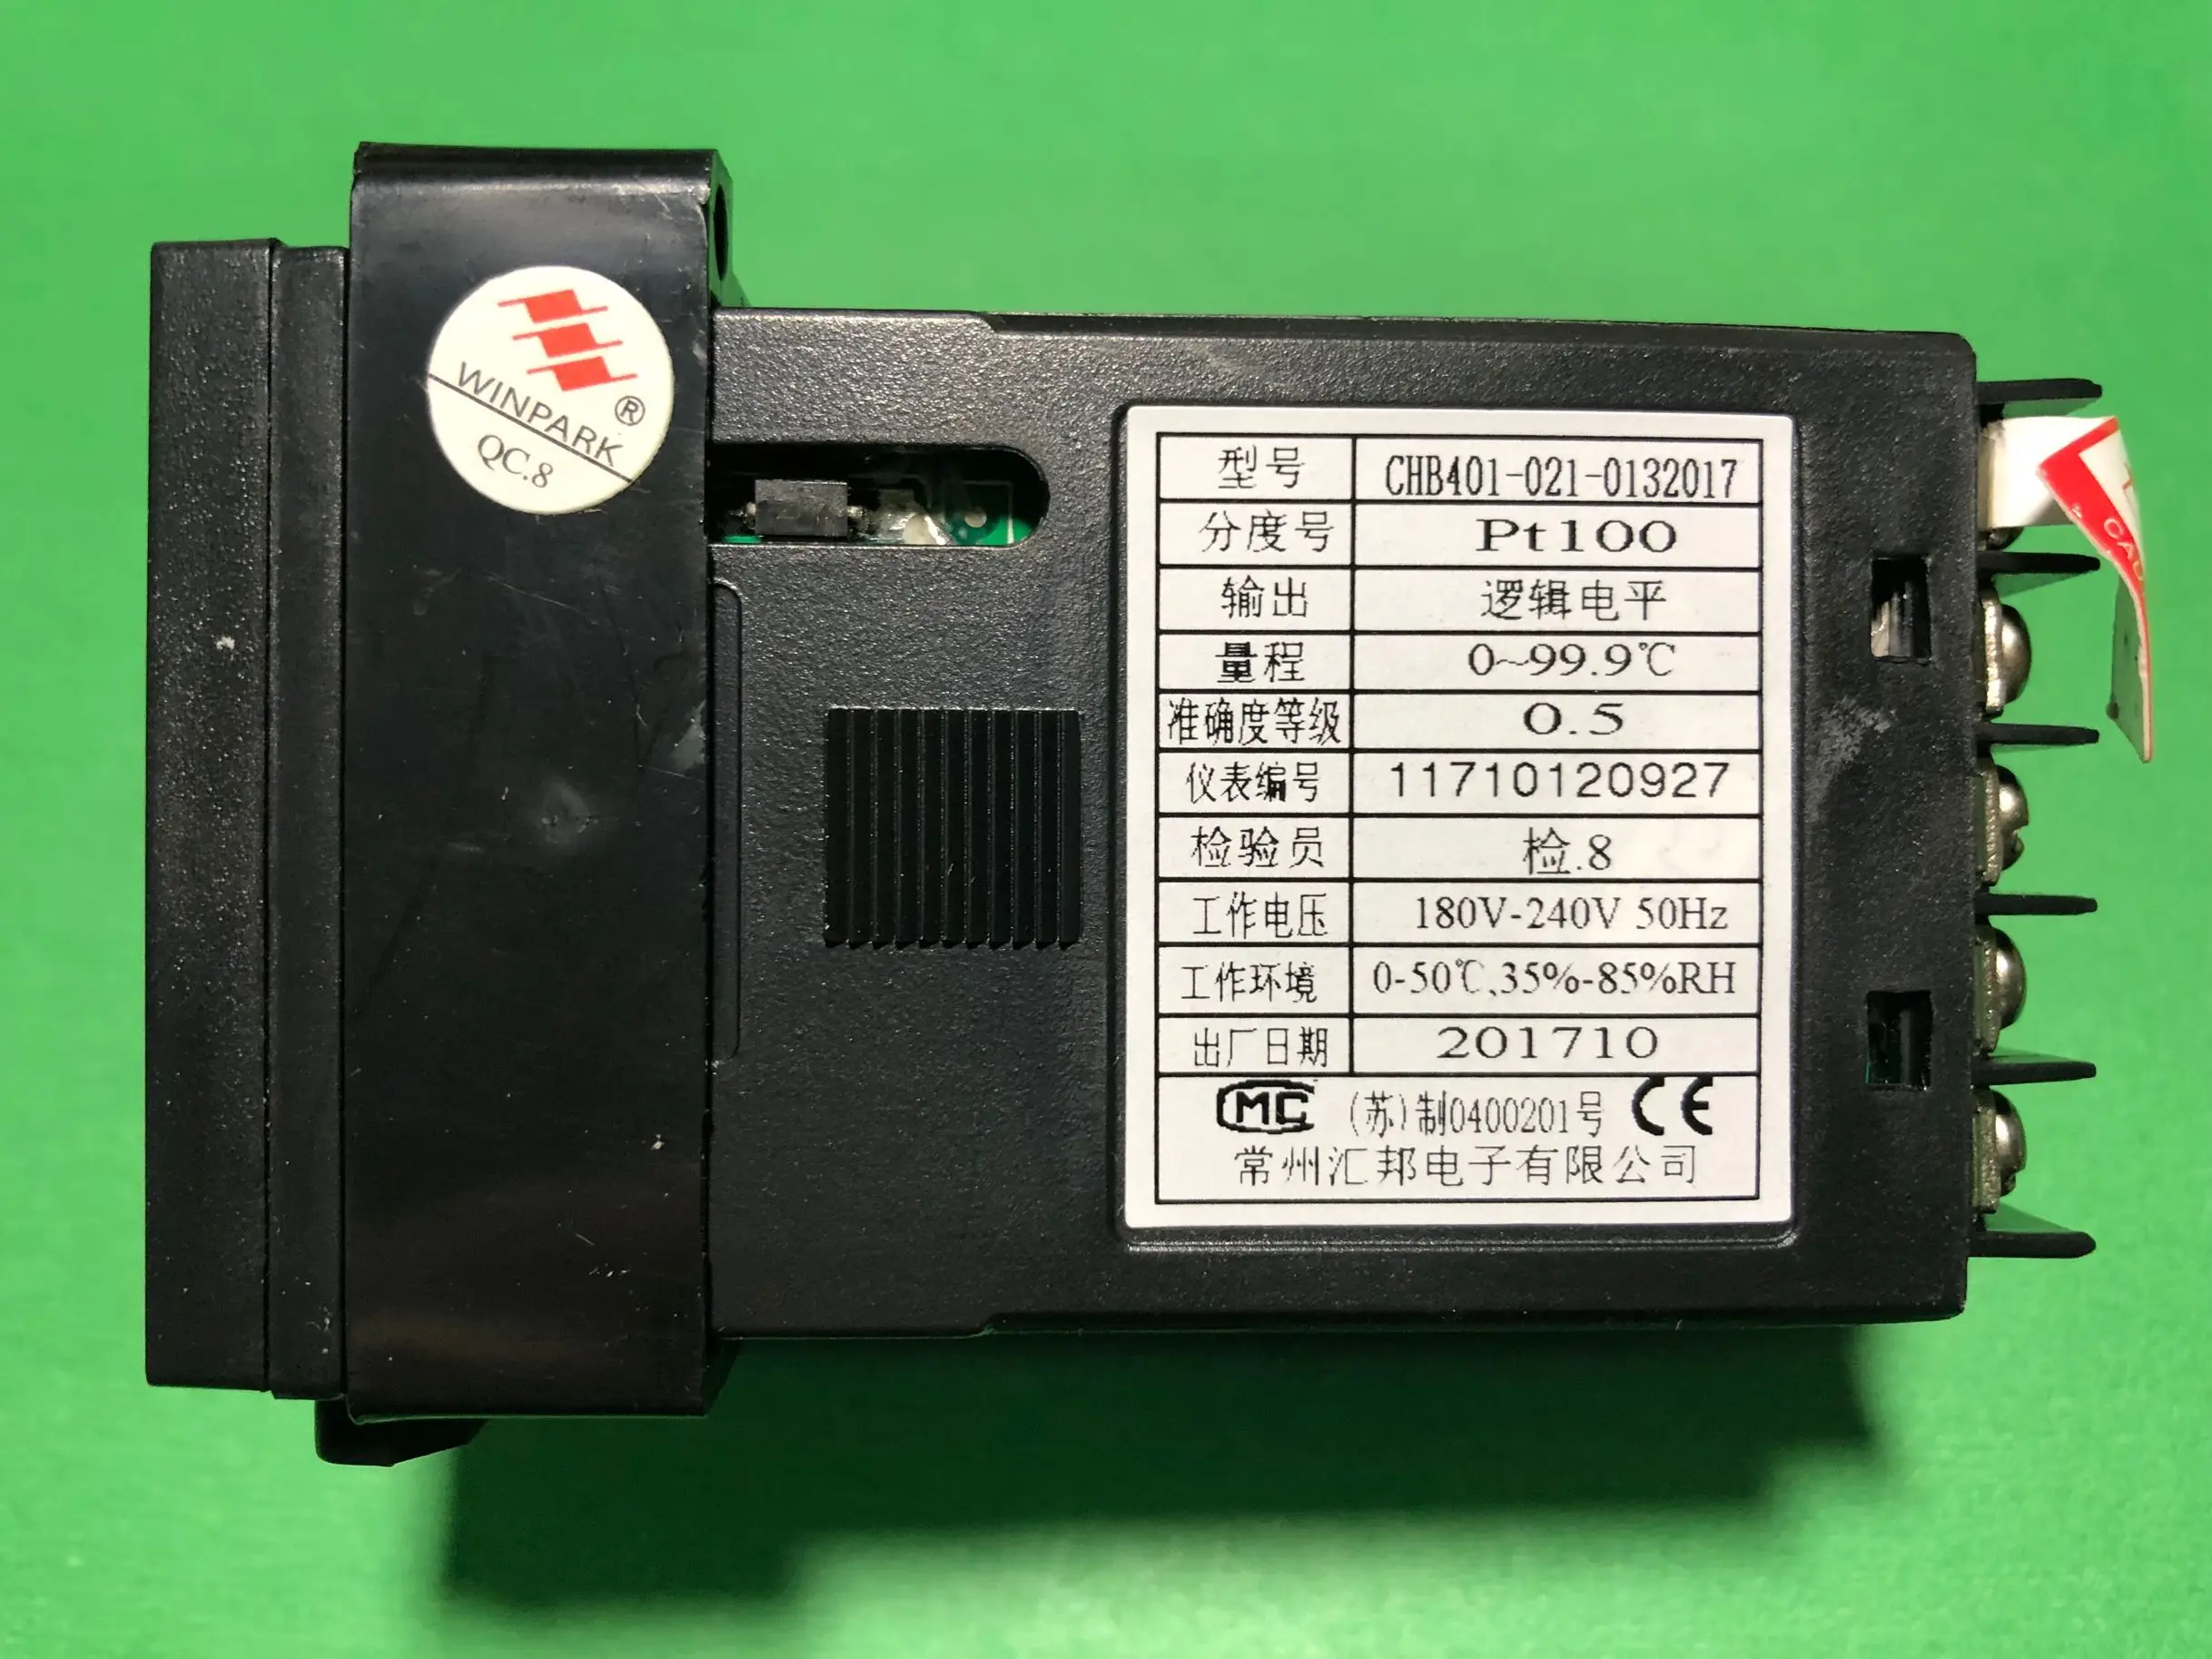 WINPARK ®
QC.8
型号 CHB401-021-0132017
分度号 Pt100
输出 逻辑电平
量程 0~99.9℃
准确度等级 0.5
仪表编号 11710120927
检验员 检.8
工作电压 180V-240V 50Hz
工作环境 0-50℃,35%-85%RH
出厂日期 201710
CMC (苏)制0400201号 CE
常州汇邦电子有限公司